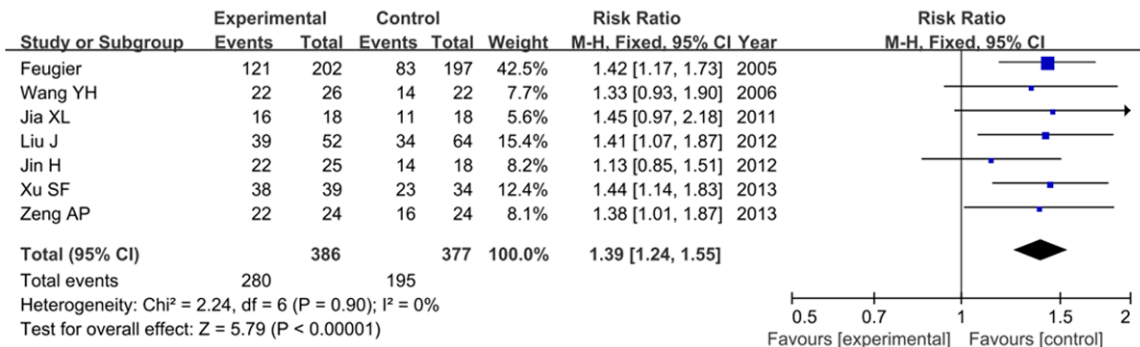 Experimental Control Risk Ratio Risk Ratio
Study or Subgroup Events Total Events Total Weight M-H, Fixed, 95% CI Year M-H, Fixed, 95% CI
Feugier 121 202 83 197 42.5% 1.42 [1.17, 1.73] 2005
Wang YH 22 26 14 22 7.7% 1.33 [0.93, 1.90] 2006
Jia XL 16 18 11 18 5.6% 1.45 [0.97, 2.18] 2011
Liu J 39 52 34 64 15.4% 1.41 [1.07, 1.87] 2012
Jin H 22 25 14 18 8.2% 1.13 [0.85, 1.51] 2012
Xu SF 38 39 23 34 12.4% 1.44 [1.14, 1.83] 2013
Zeng AP 22 24 16 24 8.1% 1.38 [1.01, 1.87] 2013
Total (95% CI) 386 377 100.0% 1.39 [1.24, 1.55]
Total events 280 195
Heterogeneity: Chi² = 2.24, df = 6 (P = 0.90); I² = 0%
Test for overall effect: Z = 5.79 (P < 0.00001)
0.5 0.7 1 1.5 2
Favours [experimental] Favours [control]